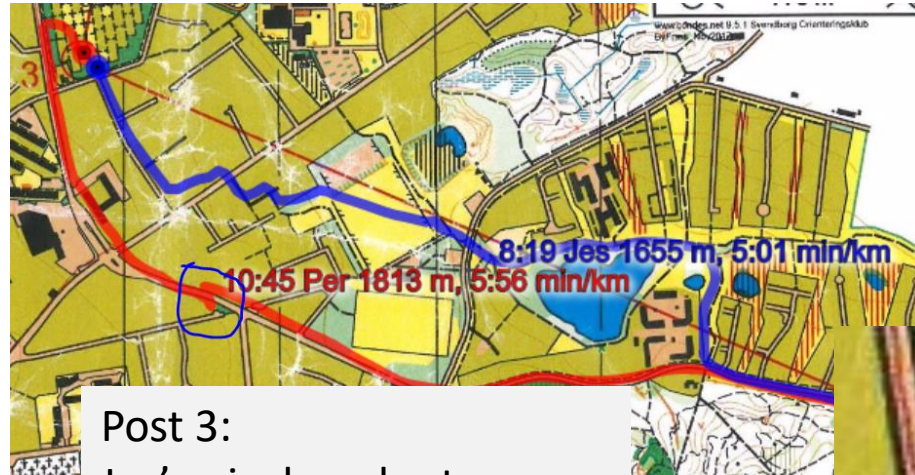 www.condes.net 9.5.1 Svendborg Orienteringsklub
3
8:19 Jes 1655 m, 5:01 min/km
10:45 Per 1813 m, 5:56 min/km
Post 3: